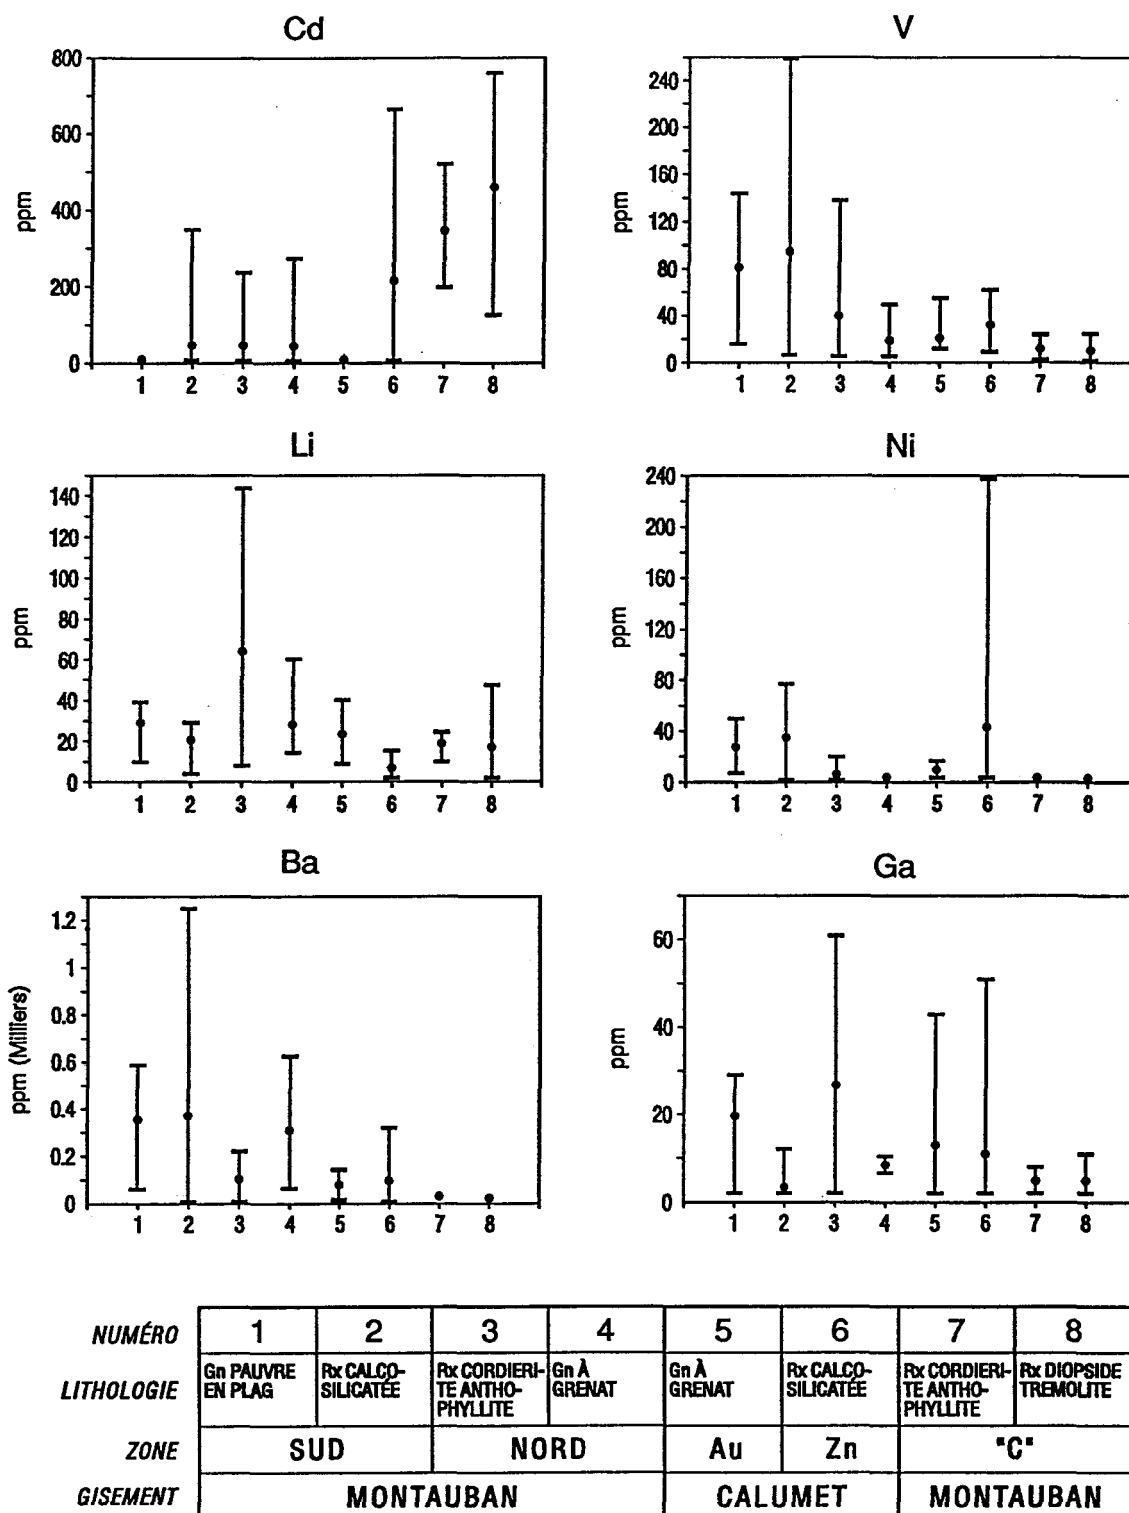 Cd
800
600
400
200
0
ppm
1 2 3 4 5 6 7 8
V
240
200
160
120
80
40
0
ppm
1 2 3 4 5 6 7 8
Li
140
120
100
80
60
40
20
0
ppm
1 2 3 4 5 6 7 8
Ni
240
200
160
120
80
40
0
ppm
1 2 3 4 5 6 7 8
Ba
1.2
1
0.8
0.6
0.4
0.2
0
ppm (Milliers)
1 2 3 4 5 6 7 8
Ga
60
40
20
0
ppm
1 2 3 4 5 6 7 8
NUMÉRO 1 2 3 4 5 6 7 8
LITHOLOGIE
Gn PAUVRE
EN PLAG
Rx CALCO-
SILICATÉE
Rx CORDIERI-
TE ANTHO-
PHYLLITE
Gn À
GRENAT
Gn À
GRENAT
Rx CALCO-
SILICATÉE
Rx CORDIERI-
TE ANTHO-
PHYLLITE
Rx DIOPSIDE
TREMOLITE
ZONE SUD NORD Au Zn "C"
GISEMENT MONTAUBAN CALUMET MONTAUBAN